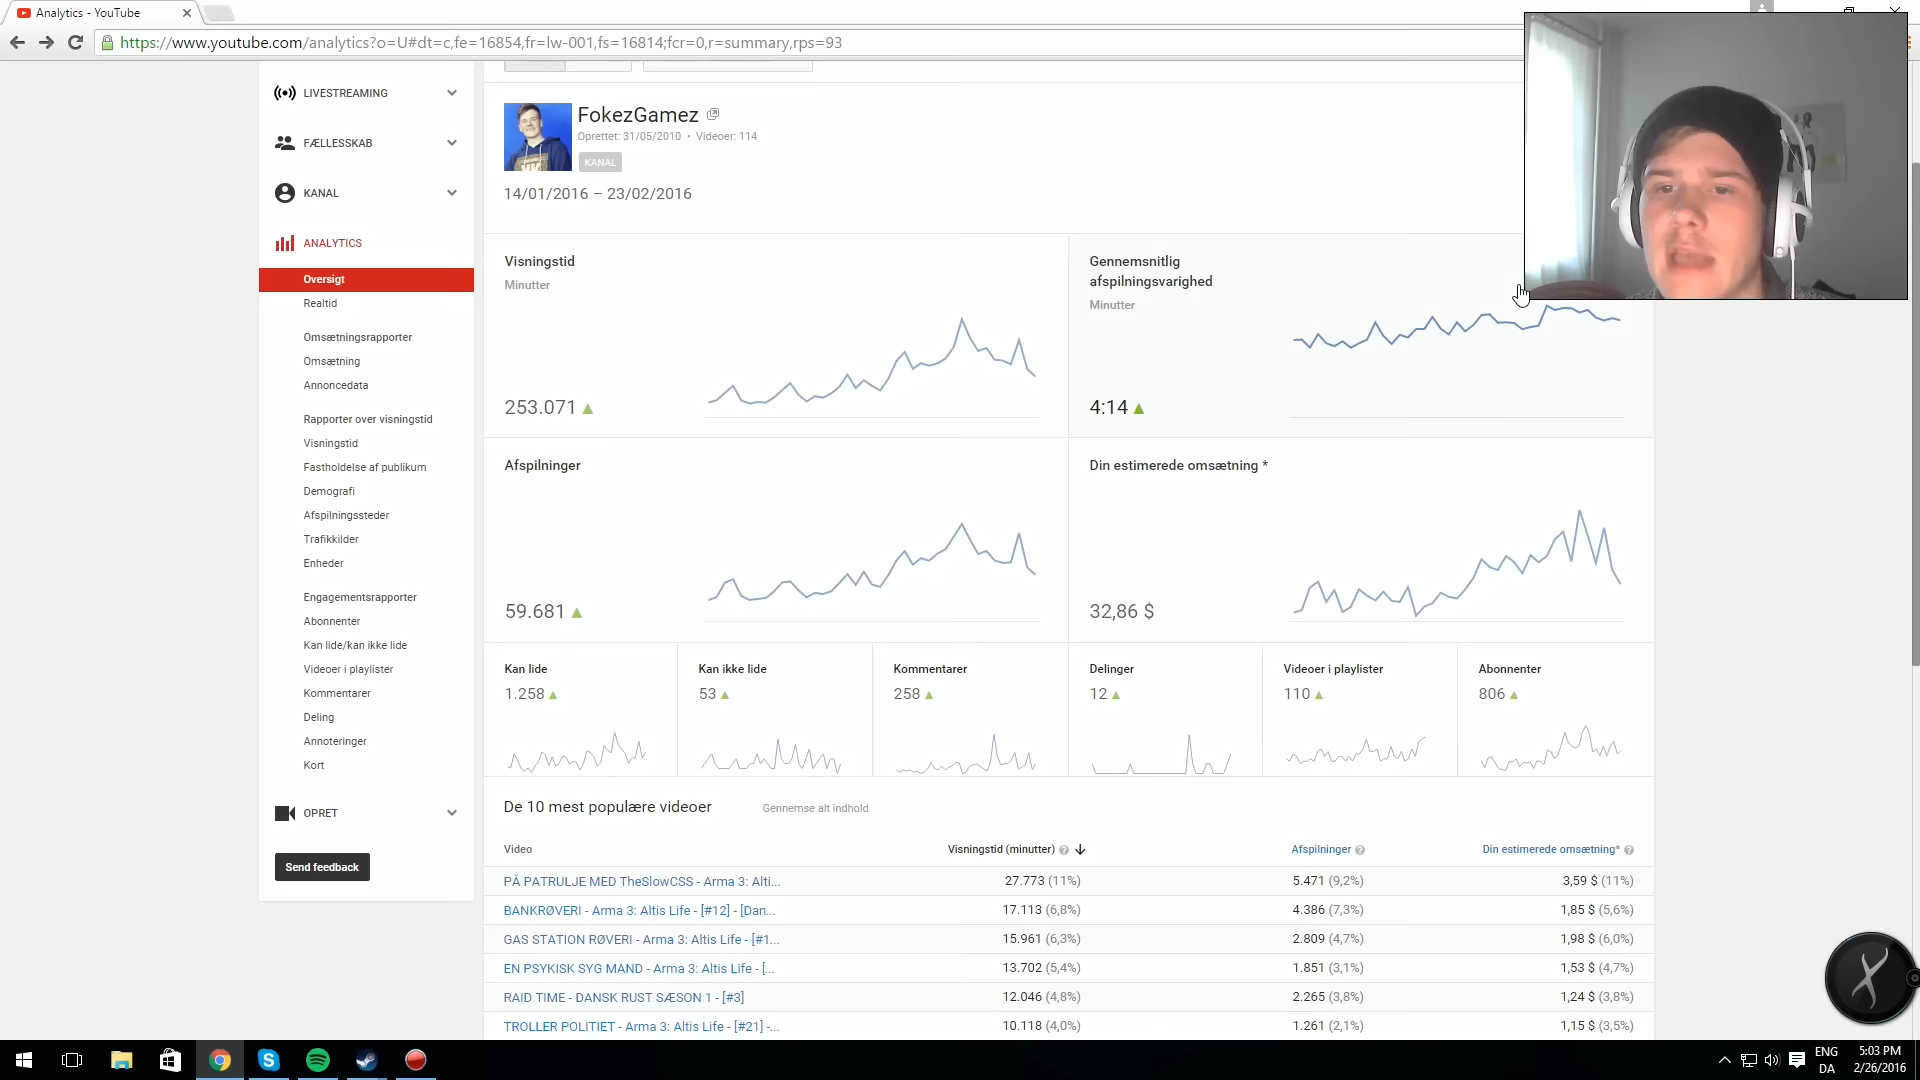 Analytics - YouTube
https://www.youtube.com/analytics?o=U#dt=c,fe=16854,fr=lw-001,fs=16814;fcr=0,r=summary,rps=93
LIVESTREAMING
FÆLLESSKAB
KANAL
ANALYTICS
Oversigt
Realtid
Omsætningsrapporter
Omsætning
Annoncedata
Rapporter over visningstid
Visningstid
Fastholdelse af publikum
Demografi
Afspilningssteder
Trafikkilder
Enheder
Engagementsrapporter
Abonnenter
Kan lide/kan ikke lide
Videoer i playlister
Kommentarer
Deling
Annoteringer
Kort
OPRET
Send feedback
FokezGamez
Oprettet: 31/05/2010 • Videoer: 114
KANAL
14/01/2016 – 23/02/2016
Visningstid
Minutter
253.071
Gennemsnitlig
afspilningsvarighed
Minutter
4:14
Afspilninger
59.681
Din estimerede omsætning *
32,86 $
Kan lide
1.258
Kan ikke lide
53
Kommentarer
258
Delinger
12
Videoer i playlister
110
Abonnenter
806
De 10 mest populære videoer Gennemse alt indhold
Video Visningstid (minutter) Afspilninger Din estimerede omsætning*
PÅ PATRULJE MED TheSlowCSS - Arma 3: Alti... 27.773 (11%) 5.471 (9,2%) 3,59 $ (11%)
BANKRØVERI - Arma 3: Altis Life - [#12] - [Dan... 17.113 (6,8%) 4.386 (7,3%) 1,85 $ (5,6%)
GAS STATION RØVERI - Arma 3: Altis Life - [#1... 15.961 (6,3%) 2.809 (4,7%) 1,98 $ (6,0%)
EN PSYKISK SYG MAND - Arma 3: Altis Life - [... 13.702 (5,4%) 1.851 (3,1%) 1,53 $ (4,7%)
RAID TIME - DANSK RUST SÆSON 1 - [#3] 12.046 (4,8%) 2.265 (3,8%) 1,24 $ (3,8%)
TROLLER POLITIET - Arma 3: Altis Life - [#21] -... 10.118 (4,0%) 1.261 (2,1%) 1,15 $ (3,5%)
ENG
DA
5:03 PM
2/26/2016